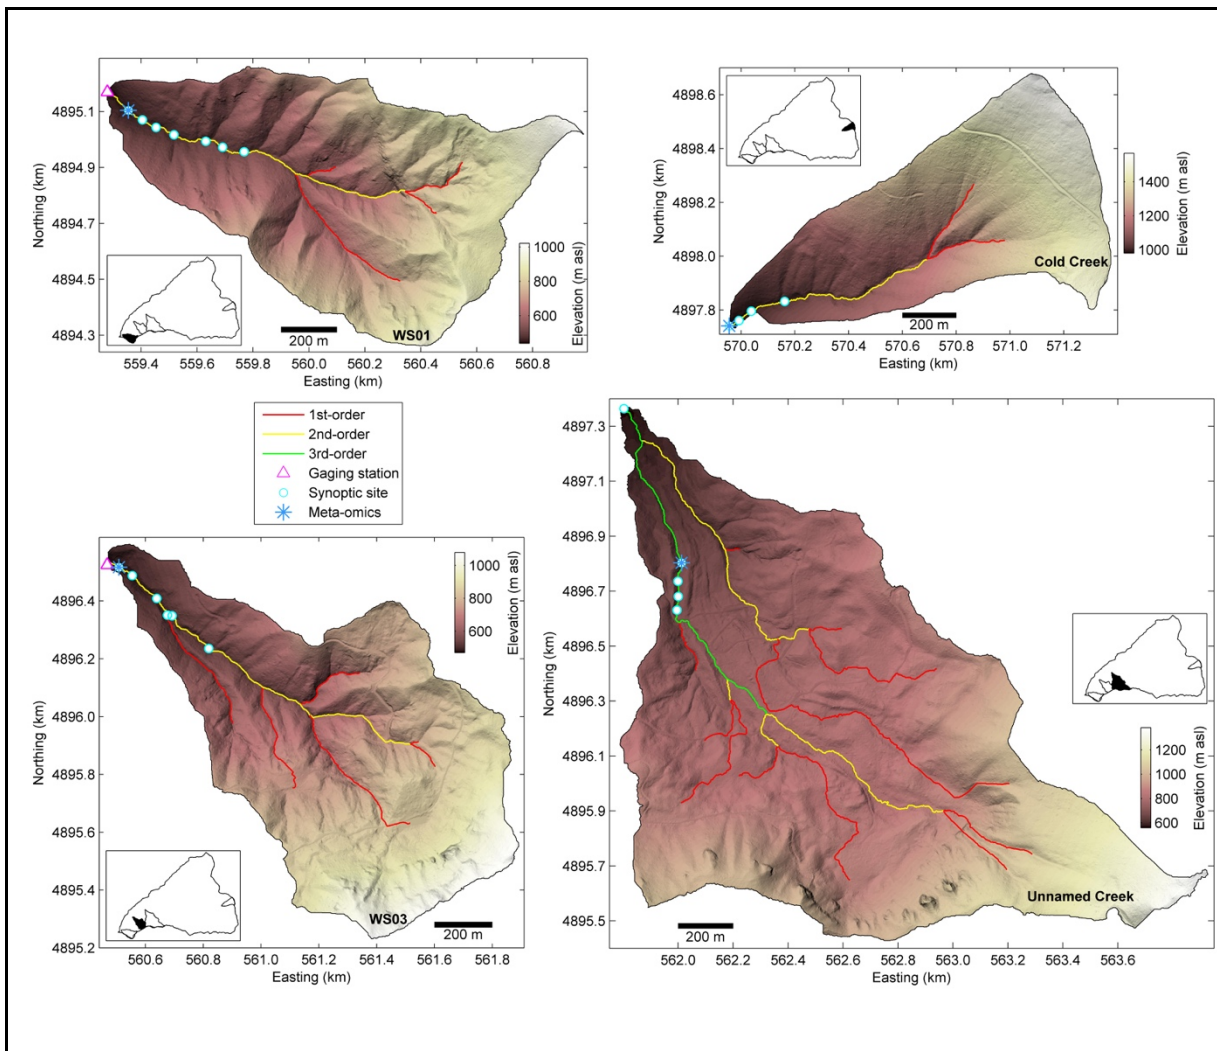 4895.1
4894.9
4894.7
4894.5
4894.3
Northing (km)
559.4
559.6
559.8
560.0
560.2
560.4
560.6
560.8
Easting (km)
WS01
200 m
1000
800
600
Elevation (m asl)
4898.6
4898.4
4898.2
4898.0
4897.8
Northing (km)
570.0
570.2
570.4
570.6
570.8
571.0
571.2
Easting (km)
Cold Creek
200 m
1400
1200
1000
Elevation (m asl)
1st-order
2nd-order
3rd-order
Gaging station
Synoptic site
Meta-omics
4896.4
4896.2
4896.0
4895.8
4895.6
4895.4
4895.2
Northing (km)
560.6
560.8
561.0
561.2
561.4
561.6
561.8
Easting (km)
WS03
200 m
1000
800
600
Elevation (m asl)
4897.3
4897.1
4896.9
4896.7
4896.5
4896.3
4896.1
4895.9
4895.7
4895.5
Northing (km)
562.0
562.2
562.4
562.6
562.8
563.0
563.2
563.4
563.6
Easting (km)
Unnamed Creek
200 m
1200
1000
800
600
Elevation (m asl)